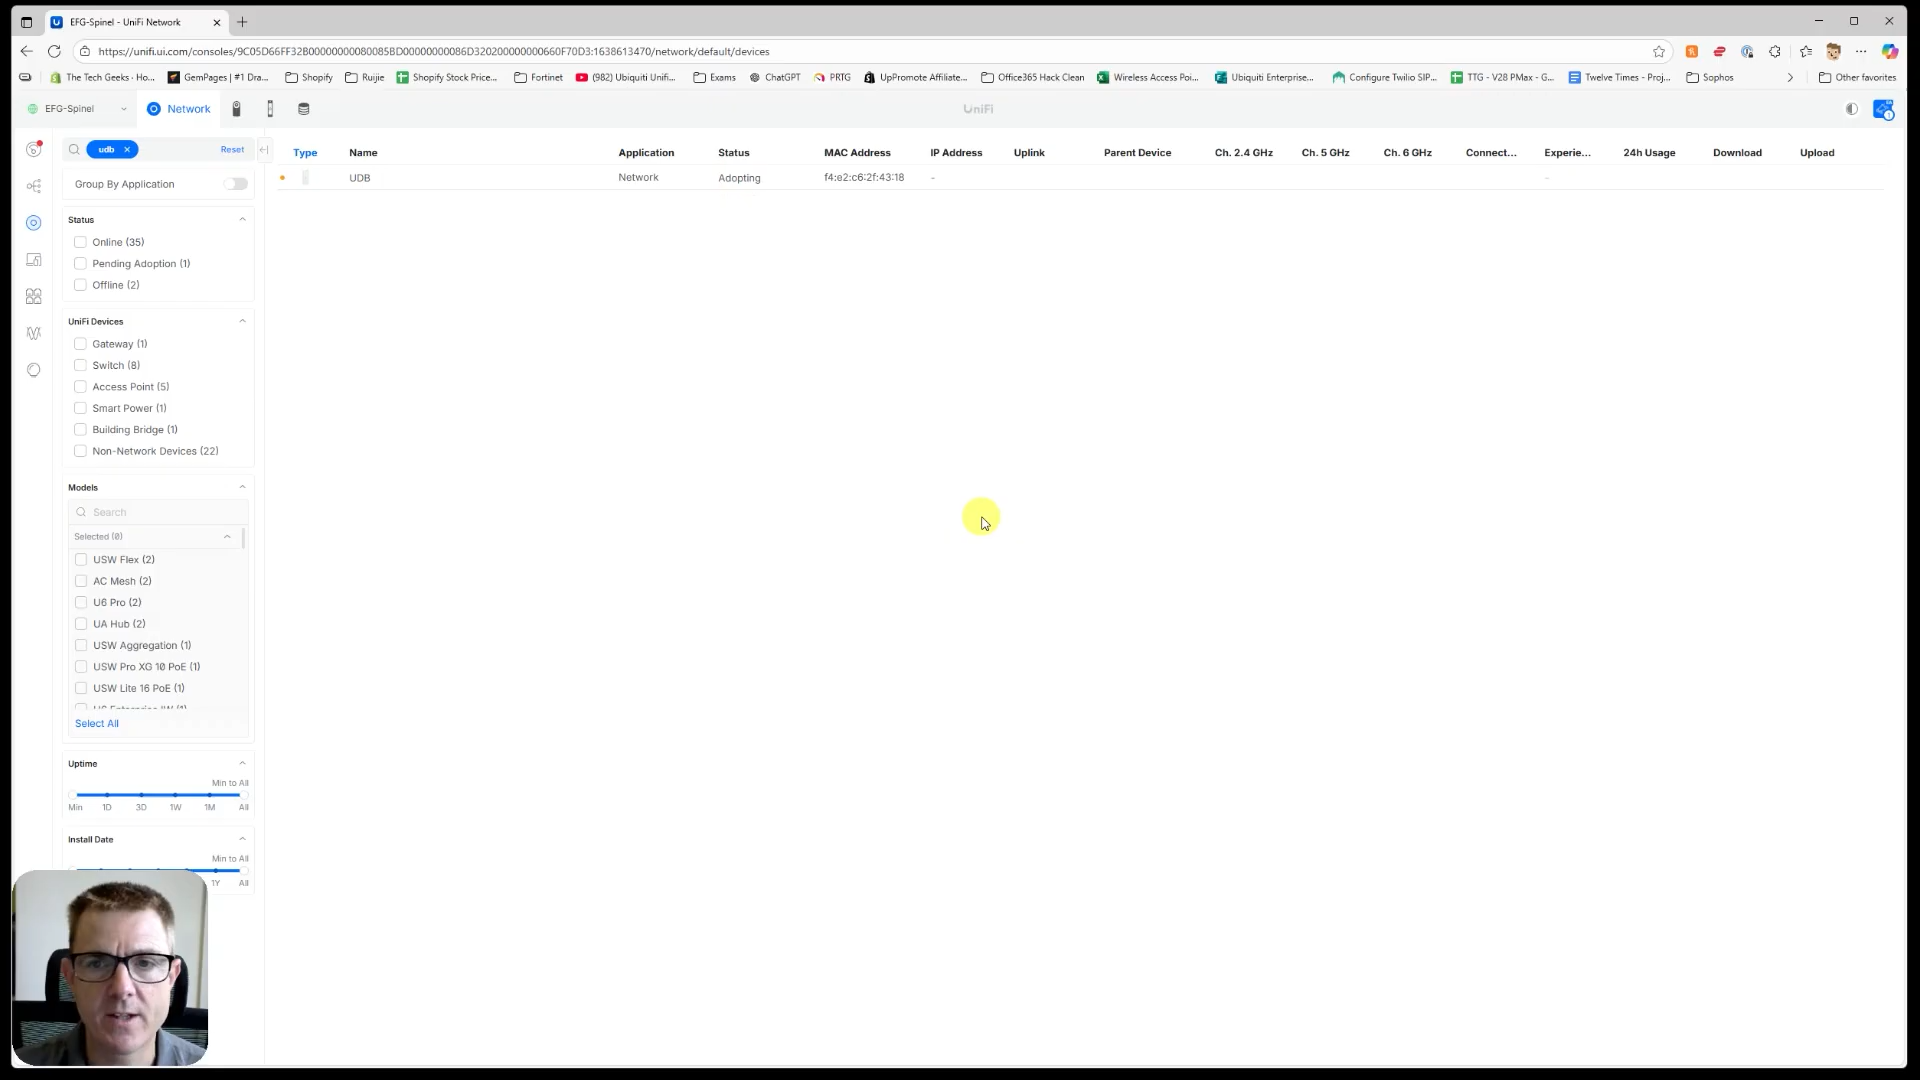 EFG-Spinel - UniFi Network
https://unifi.ui.com/consoles/9C05D66FF32B00000000080085BD00000000086D320200000000660F70D3:1638613470/network/default/devices
The Tech Geeks - Ho...
GemPages | #1 Dra...
Shopify
Ruijie
Shopify Stock Price...
Fortinet
(982) Ubiquiti Unifi...
Exams
ChatGPT
PRTG
UpPromote Affiliate...
Office365 Hack Clean
Wireless Access Poi...
Ubiquiti Enterprise...
Configure Twilio SIP...
TTG - V28 PMax - G...
Twelve Times - Proj...
Sophos
Other favorites
EFG-Spinel
Network
UniFi
udb
Reset
Type Name Application Status MAC Address IP Address Uplink Parent Device Ch. 2.4 GHz Ch. 5 GHz Ch. 6 GHz Connect... Experie... 24h Usage Download Upload
UDB Network Adopting f4:e2:c6:2f:43:18 - -
Group By Application
Status
Online (35)
Pending Adoption (1)
Offline (2)
UniFi Devices
Gateway (1)
Switch (8)
Access Point (5)
Smart Power (1)
Building Bridge (1)
Non-Network Devices (22)
Models
Search
Selected (0)
USW Flex (2)
AC Mesh (2)
U6 Pro (2)
UA Hub (2)
USW Aggregation (1)
USW Pro XG 10 PoE (1)
USW Lite 16 PoE (1)
Select All
Uptime
Min to All
Min 1D 3D 1W 1M All
Install Date
Min to All
1Y All